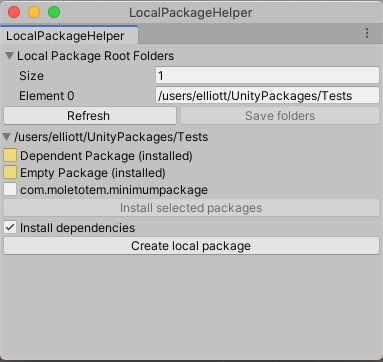 LocalPackageHelper
LocalPackageHelper
Local Package Root Folders
Size 1
Element 0 /users/elliott/UnityPackages/Tests
Refresh Save folders
/users/elliott/UnityPackages/Tests
Dependent Package (installed)
Empty Package (installed)
com.moletotem.minimumpackage
Install selected packages
Install dependencies
Create local package